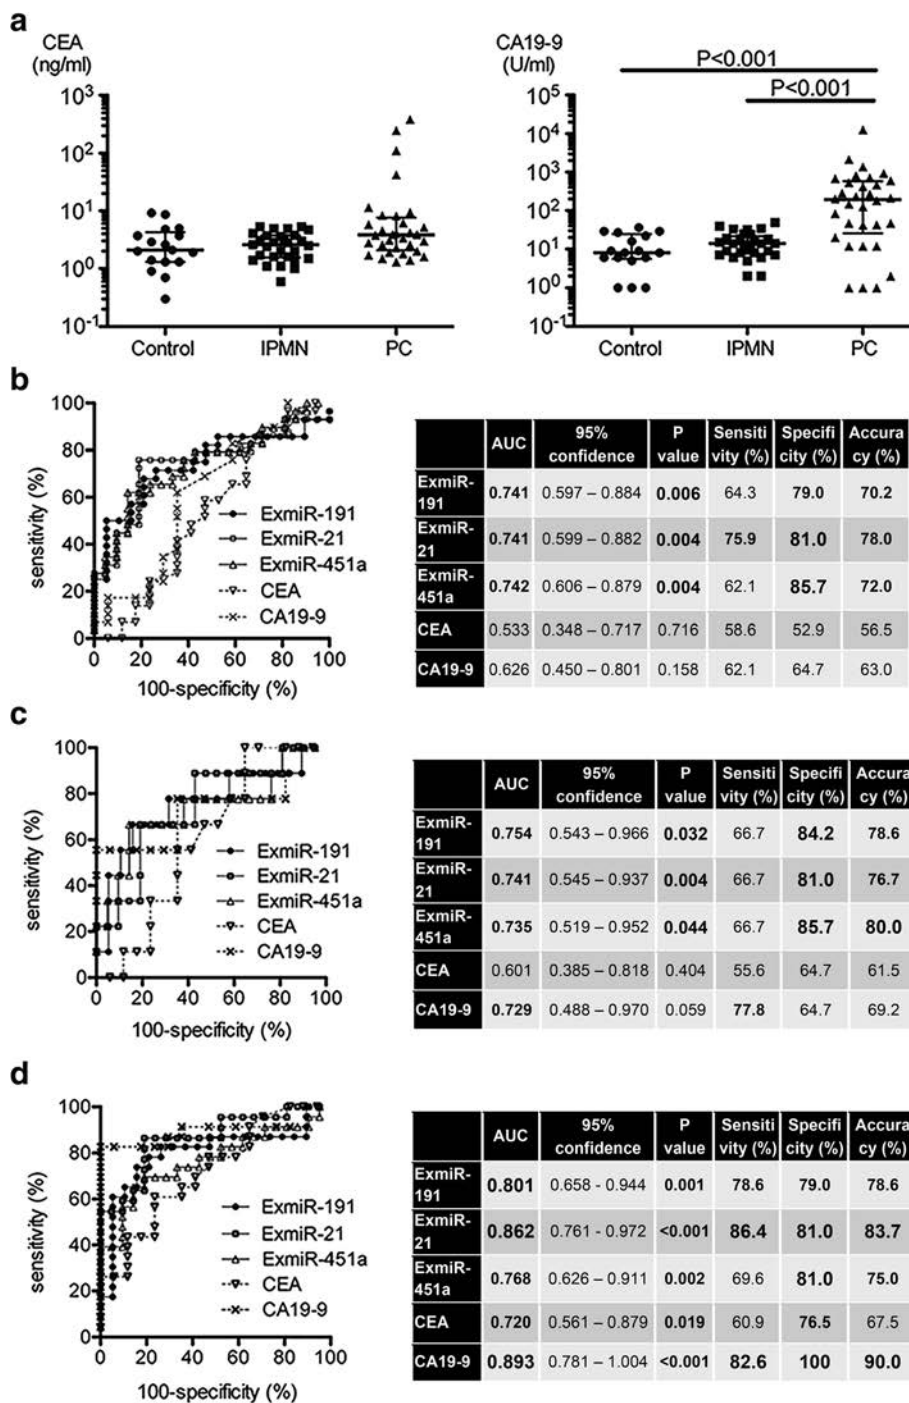 a
CEA
(ng/ml)
10³
10²
10¹
10⁰
10⁻¹
Control IPMN PC
CA19-9
(U/ml)
P<0.001
P<0.001
10⁵
10⁴
10³
10²
10¹
10⁰
10⁻¹
Control IPMN PC
b
sensitivity (%)
100
80
60
40
20
0
0 20 40 60 80 100
100-specificity (%)
ExmiR-191
ExmiR-21
ExmiR-451a
CEA
CA19-9
AUC 95% confidence P value Sensiti vity (%) Specifi city (%) Accura cy (%)
ExmiR-191 0.741 0.597 – 0.884 0.006 64.3 79.0 70.2
ExmiR-21 0.741 0.599 – 0.882 0.004 75.9 81.0 78.0
ExmiR-451a 0.742 0.606 – 0.879 0.004 62.1 85.7 72.0
CEA 0.533 0.348 – 0.717 0.716 58.6 52.9 56.5
CA19-9 0.626 0.450 – 0.801 0.158 62.1 64.7 63.0
c
sensitivity (%)
100
80
60
40
20
0
0 20 40 60 80 100
100-specificity (%)
ExmiR-191
ExmiR-21
ExmiR-451a
CEA
CA19-9
AUC 95% confidence P value Sensiti vity (%) Specifi city (%) Accura cy (%)
ExmiR-191 0.754 0.543 – 0.966 0.032 66.7 84.2 78.6
ExmiR-21 0.741 0.545 – 0.937 0.004 66.7 81.0 76.7
ExmiR-451a 0.735 0.519 – 0.952 0.044 66.7 85.7 80.0
CEA 0.601 0.385 – 0.818 0.404 55.6 64.7 61.5
CA19-9 0.729 0.488 – 0.970 0.059 77.8 64.7 69.2
d
sensitivity (%)
100
80
60
40
20
0
0 20 40 60 80 100
100-specificity (%)
ExmiR-191
ExmiR-21
ExmiR-451a
CEA
CA19-9
AUC 95% confidence P value Sensiti vity (%) Specifi city (%) Accura cy (%)
ExmiR-191 0.801 0.658 - 0.944 0.001 78.6 79.0 78.6
ExmiR-21 0.862 0.761 - 0.972 <0.001 86.4 81.0 83.7
ExmiR-451a 0.768 0.626 – 0.911 0.002 69.6 81.0 75.0
CEA 0.720 0.561 – 0.879 0.019 60.9 76.5 67.5
CA19-9 0.893 0.781 - 1.004 <0.001 82.6 100 90.0